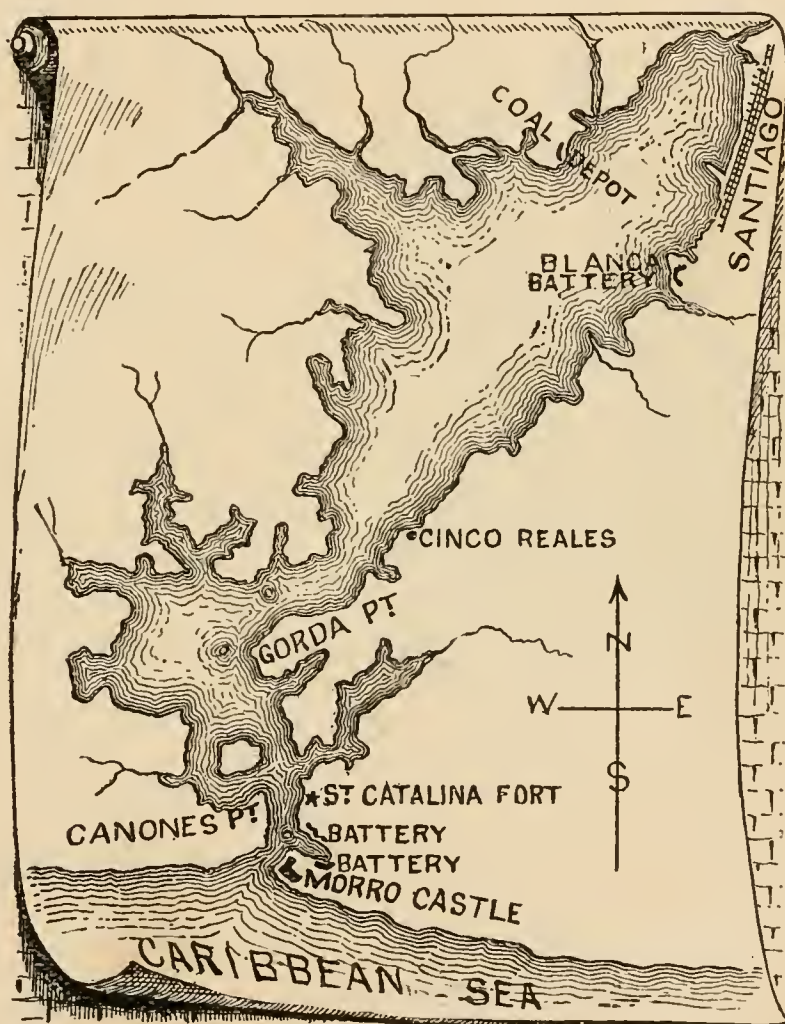 COAL DEPOT
SANTIAGO
BLANCA
BATTERY
CINCO REALES
GORDA PT.
N
W E
S
ST. CATALINA FORT
CANONES PT.
BATTERY
BATTERY
MORRO CASTLE
CARIBBEAN SEA